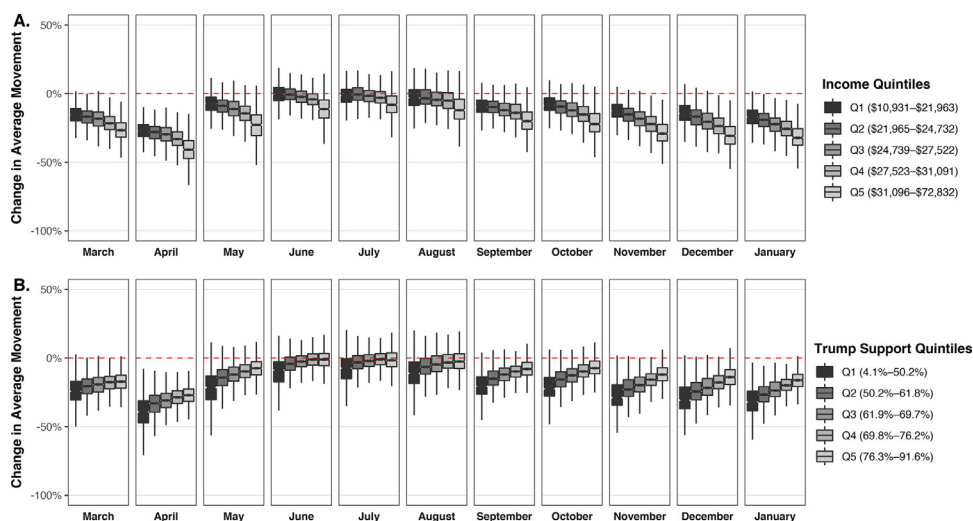 A.
Change in Average Movement
50%
0%
-50%
-100%
March April May June July August September October November December January
Income Quintiles
Q1 ($10,931–$21,963)
Q2 ($21,965–$24,732)
Q3 ($24,739–$27,522)
Q4 ($27,523–$31,091)
Q5 ($31,096–$72,832)
B.
Change in Average Movement
50%
0%
-50%
-100%
March April May June July August September October November December January
Trump Support Quintiles
Q1 (4.1%–50.2%)
Q2 (50.2%–61.8%)
Q3 (61.9%–69.7%)
Q4 (69.8%–76.2%)
Q5 (76.3%–91.6%)